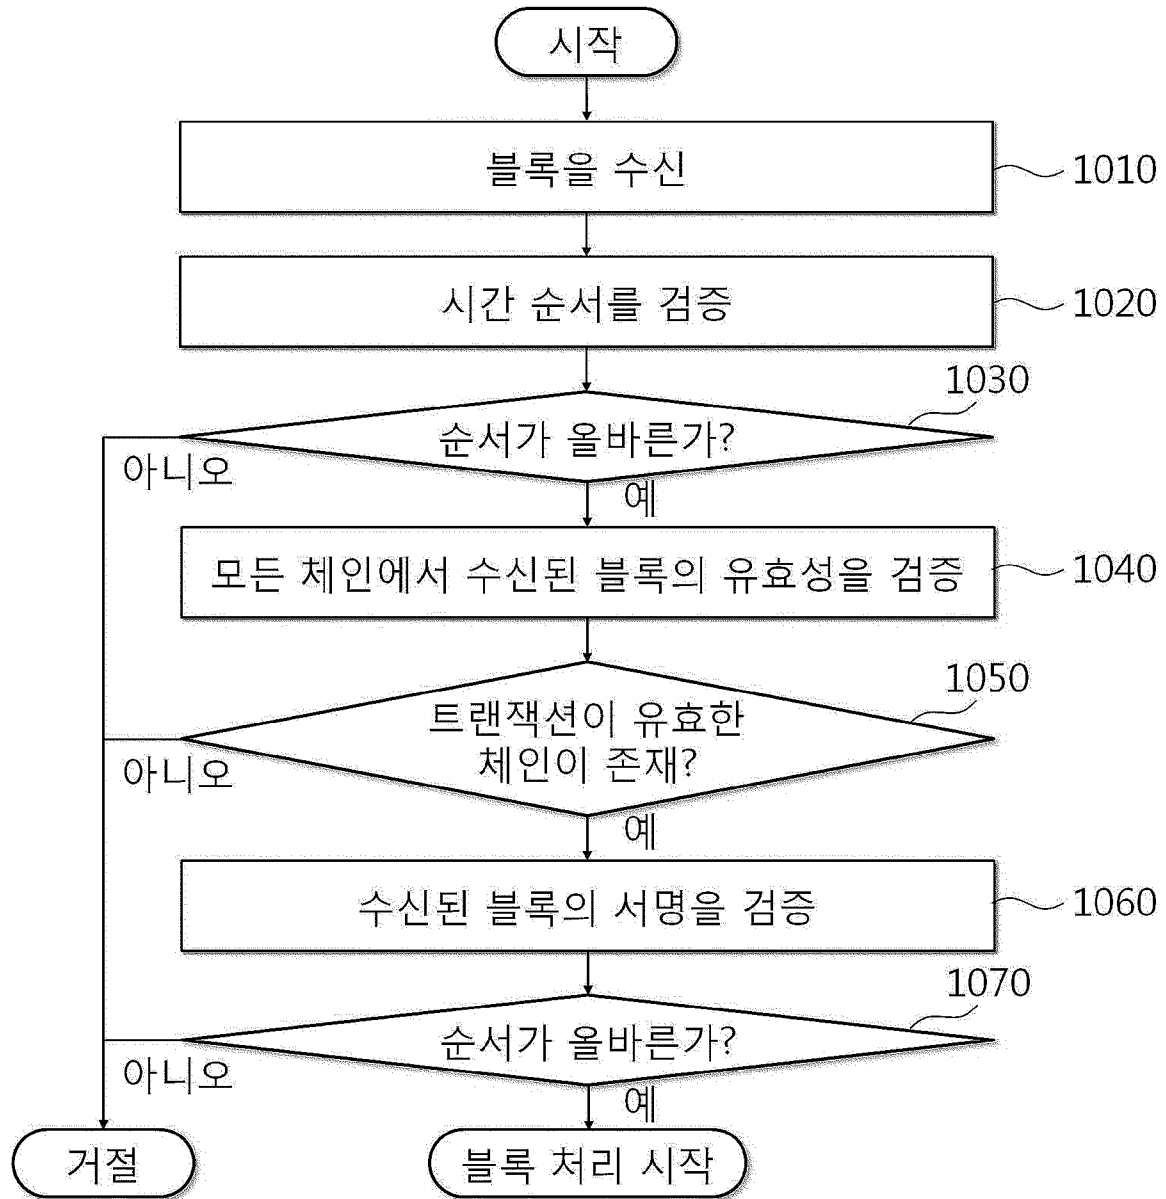 시작
블록을 수신
1010
시간 순서를 검증
1020
1030
순서가 올바른가?
아니오
예
모든 체인에서 수신된 블록의 유효성을 검증
1040
1050
트랜잭션이 유효한
체인이 존재?
아니오
예
수신된 블록의 서명을 검증
1060
1070
순서가 올바른가?
아니오
예
거절
블록 처리 시작